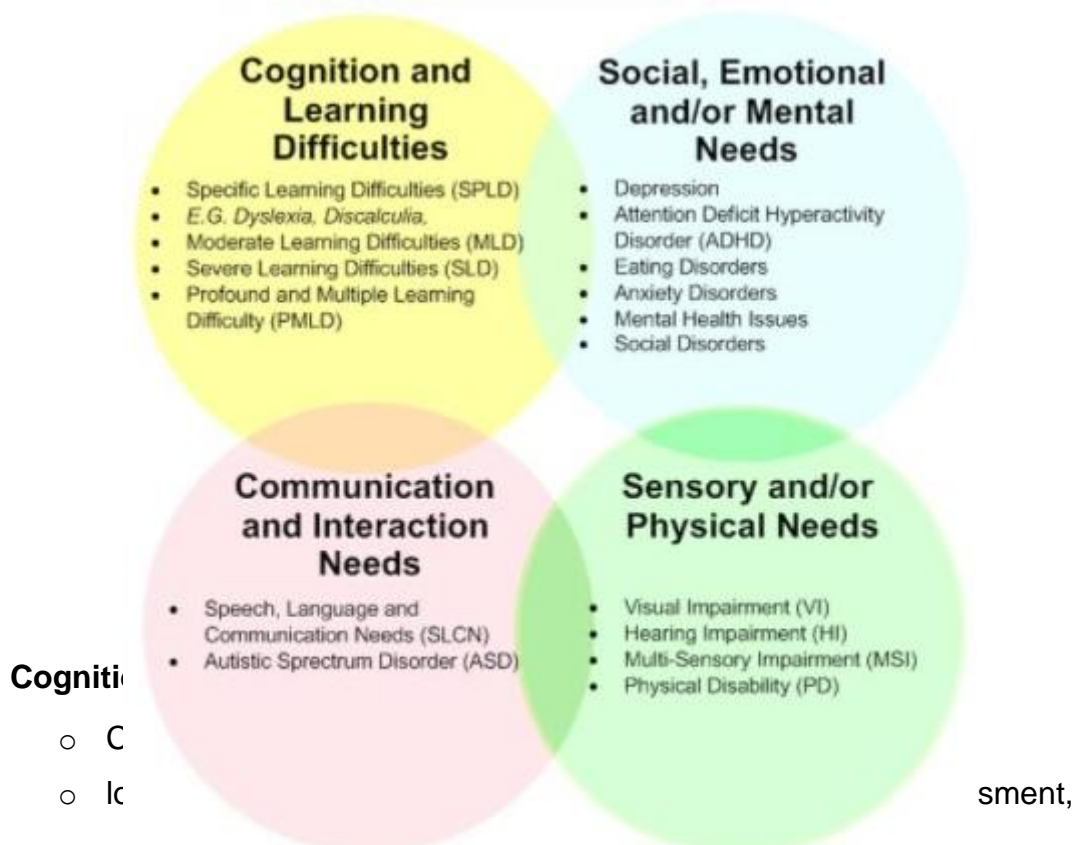 Cognition and
Learning
Difficulties
• Specific Learning Difficulties (SPLD)
• E.G. Dyslexia, Discalculia,
• Moderate Learning Difficulties (MLD)
• Severe Learning Difficulties (SLD)
• Profound and Multiple Learning
Difficulty (PMLD)
Social, Emotional
and/or Mental
Needs
• Depression
• Attention Deficit Hyperactivity
Disorder (ADHD)
• Eating Disorders
• Anxiety Disorders
• Mental Health Issues
• Social Disorders
Communication
and Interaction
Needs
• Speech, Language and
Communication Needs (SLCN)
• Autistic Sprectrum Disorder (ASD)
Sensory and/or
Physical Needs
• Visual Impairment (VI)
• Hearing Impairment (HI)
• Multi-Sensory Impairment (MSI)
• Physical Disability (PD)